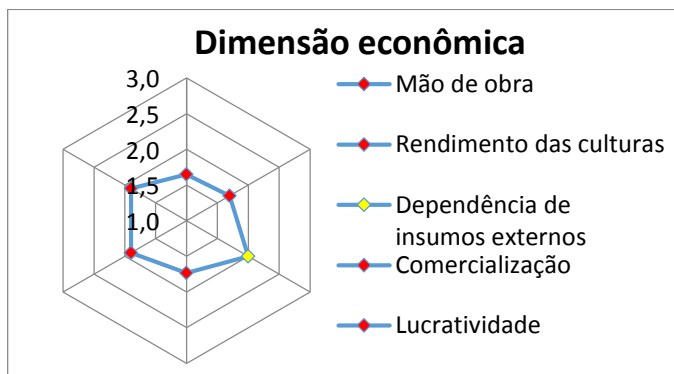 Dimensão econômica
3,0
2,5
2,0
1,5
1,0
Mão de obra
Rendimento das culturas
Dependência de
insumos externos
Comercialização
Lucratividade